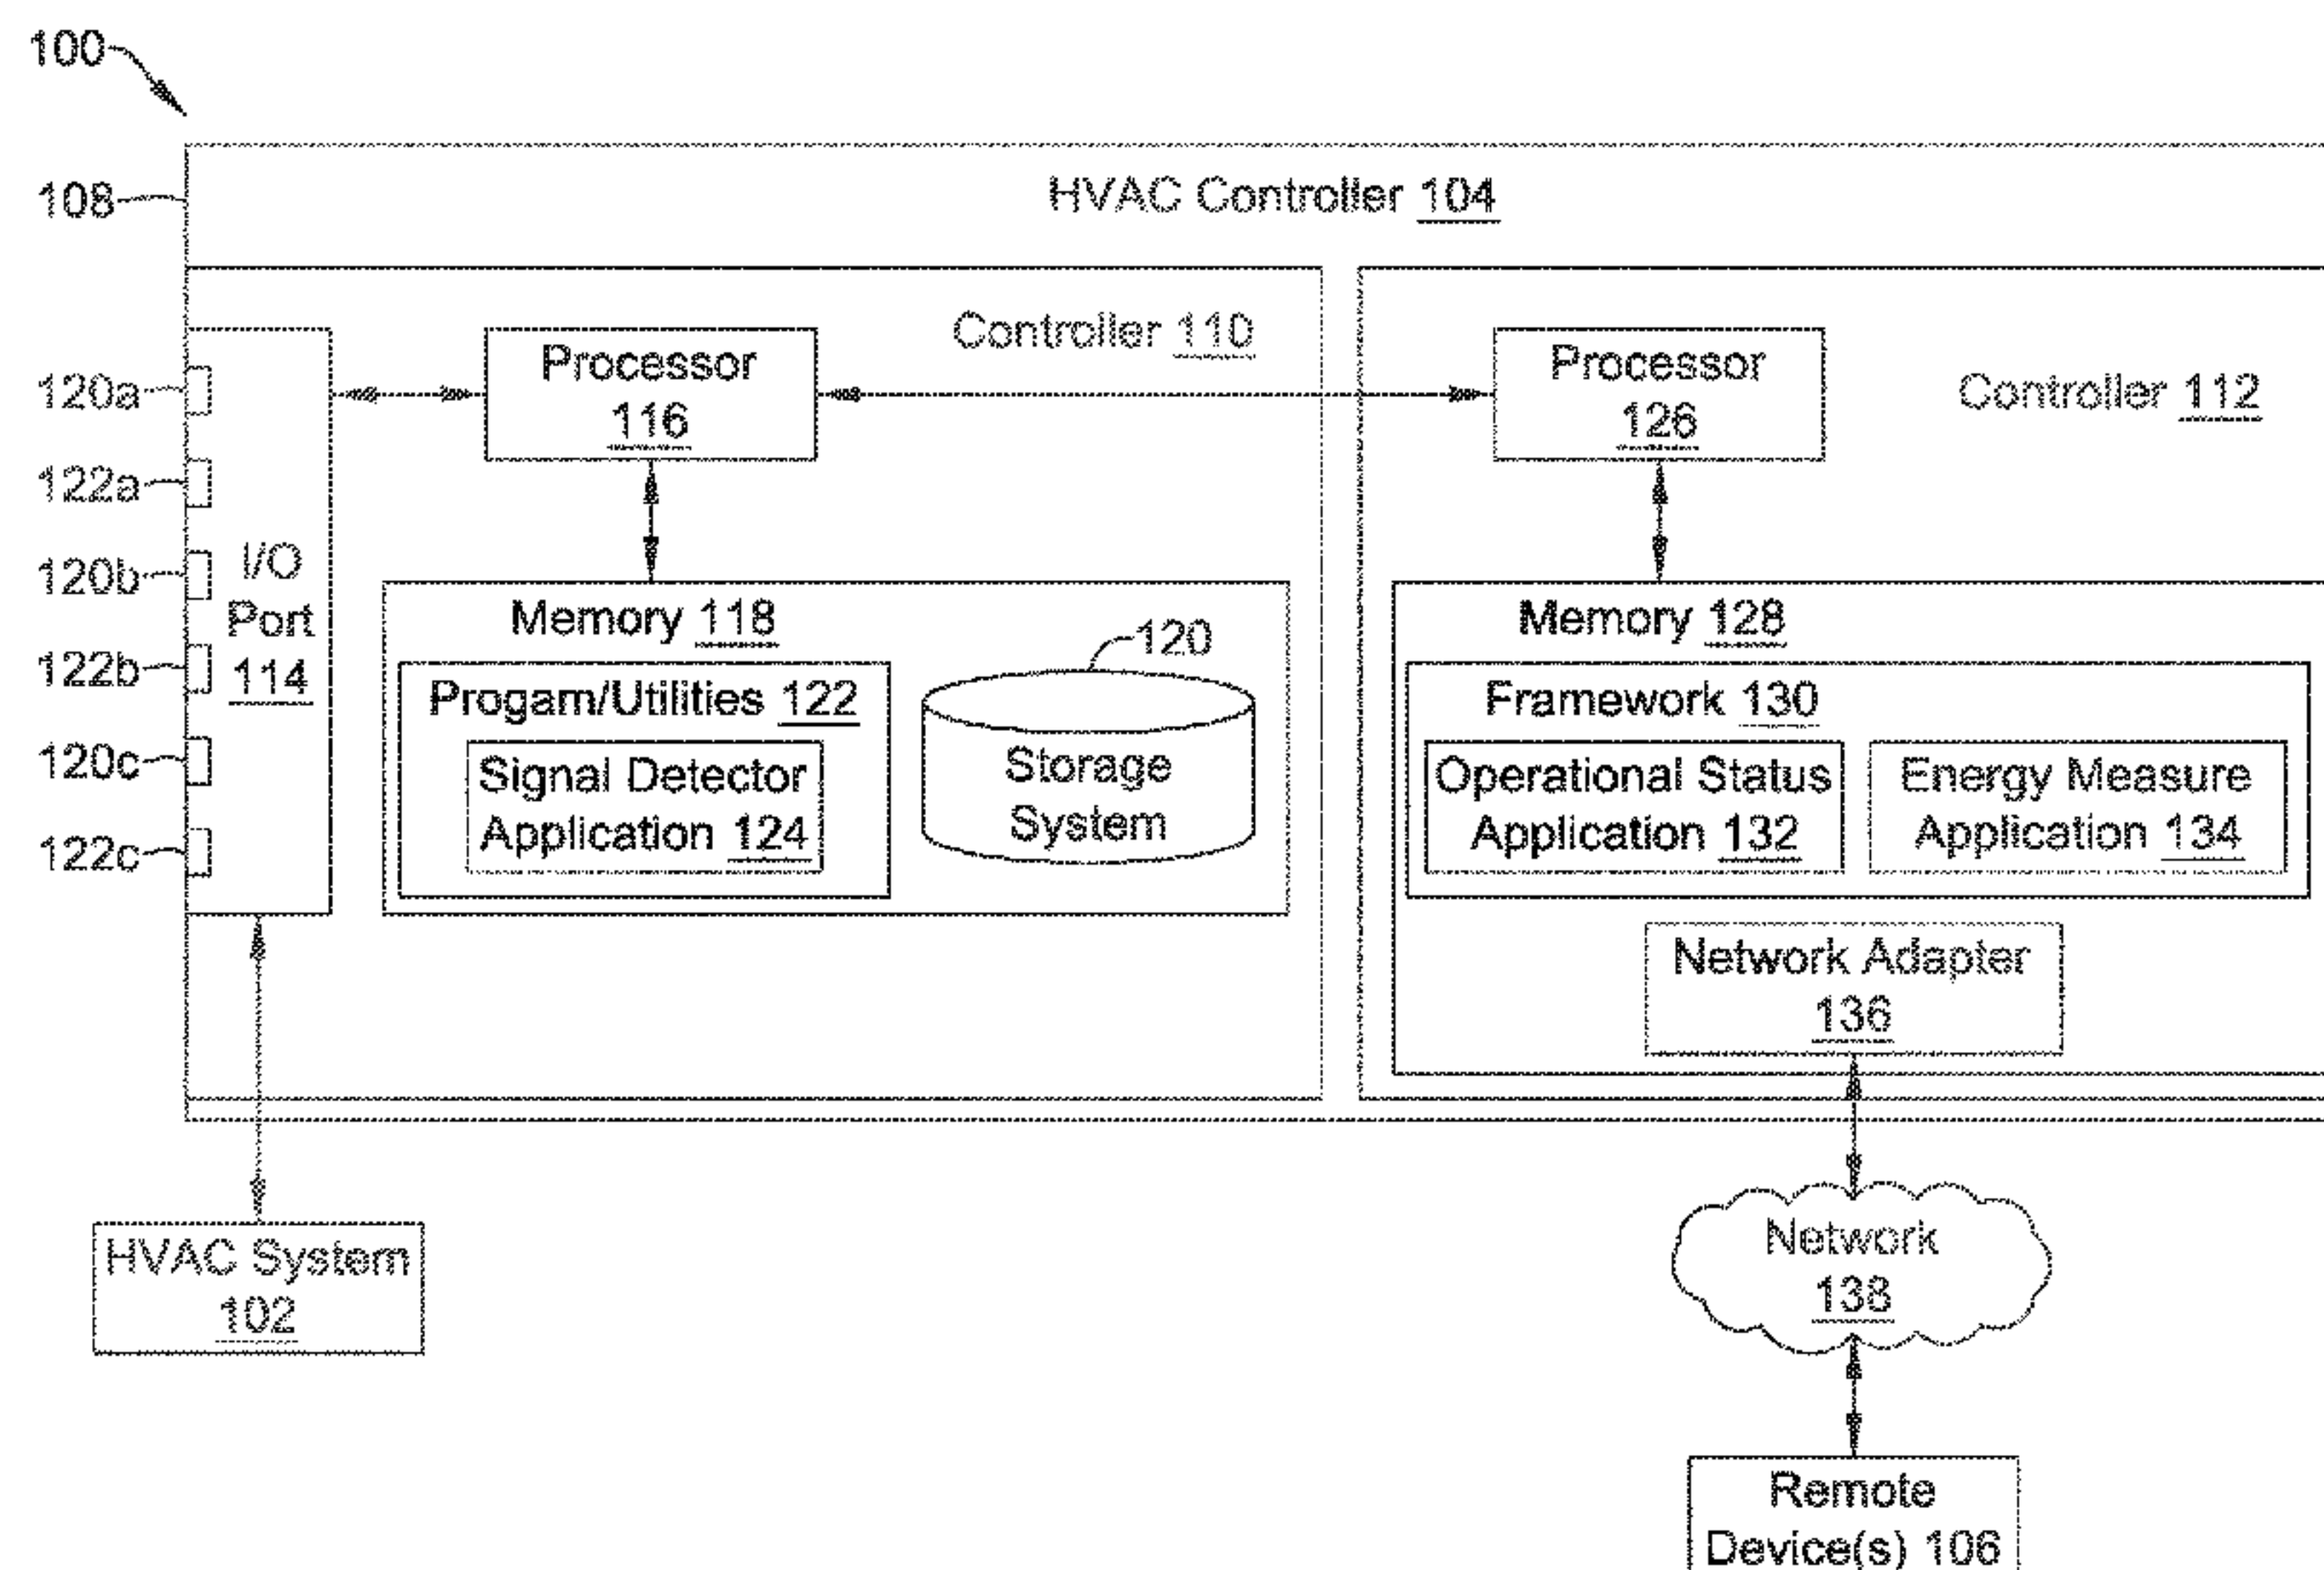 100
108
HVAC Controller 104
Controller 110
Processor
116
Processor
126
Controller 112
120a
122a
120b
122b
120c
122c
I/O
Port
114
Memory 118
120
Progam/Utilities 122
Signal Detector
Application 124
Storage
System
Memory 128
Framework 130
Operational Status
Application 132
Energy Measure
Application 134
Network Adapter
136
HVAC System
102
Network
138
Remote
Device(s) 106